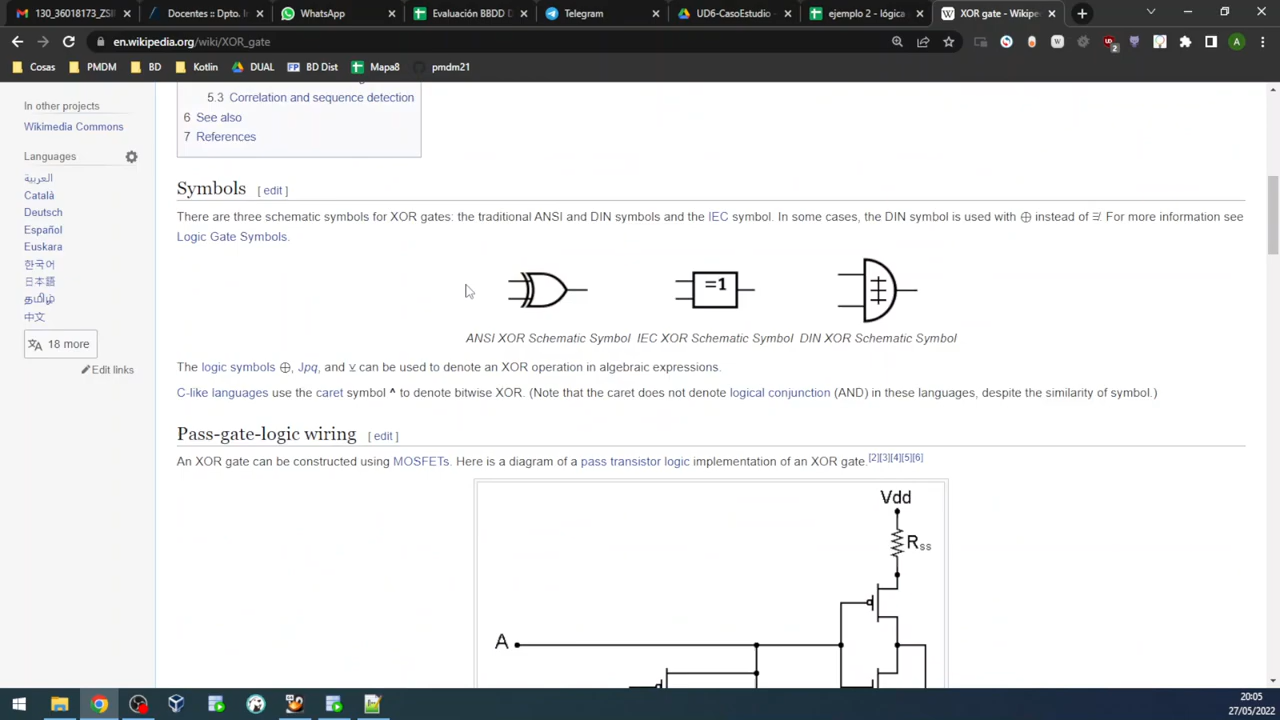 130_36018173_ZSII
Docentes :: Dpto. In
WhatsApp
Evaluación BBDD D
Telegram
UD6-CasoEstudio -
ejemplo 2 - lógica
XOR gate - Wikiped
en.wikipedia.org/wiki/XOR_gate
2
A
Cosas
PMDM
BD
Kotlin
DUAL
FP BD Dist
Mapa8
pmdm21
In other projects
Wikimedia Commons
Languages
العربية
Català
Deutsch
Español
Euskara
한국어
日本語
தமிழ்
中文
18 more
Edit links
5.3 Correlation and sequence detection
6 See also
7 References
Symbols [ edit ]
There are three schematic symbols for XOR gates: the traditional ANSI and DIN symbols and the IEC symbol. In some cases, the DIN symbol is used with ⊕ instead of ≢. For more information see
Logic Gate Symbols.
=1
ANSI XOR Schematic Symbol IEC XOR Schematic Symbol DIN XOR Schematic Symbol
The logic symbols ⊕, Jpq, and ⊻ can be used to denote an XOR operation in algebraic expressions.
C-like languages use the caret symbol ^ to denote bitwise XOR. (Note that the caret does not denote logical conjunction (AND) in these languages, despite the similarity of symbol.)
Pass-gate-logic wiring [ edit ]
An XOR gate can be constructed using MOSFETs. Here is a diagram of a pass transistor logic implementation of an XOR gate.[2][3][4][5][6]
Vdd
Rss
A
20:05
27/05/2022